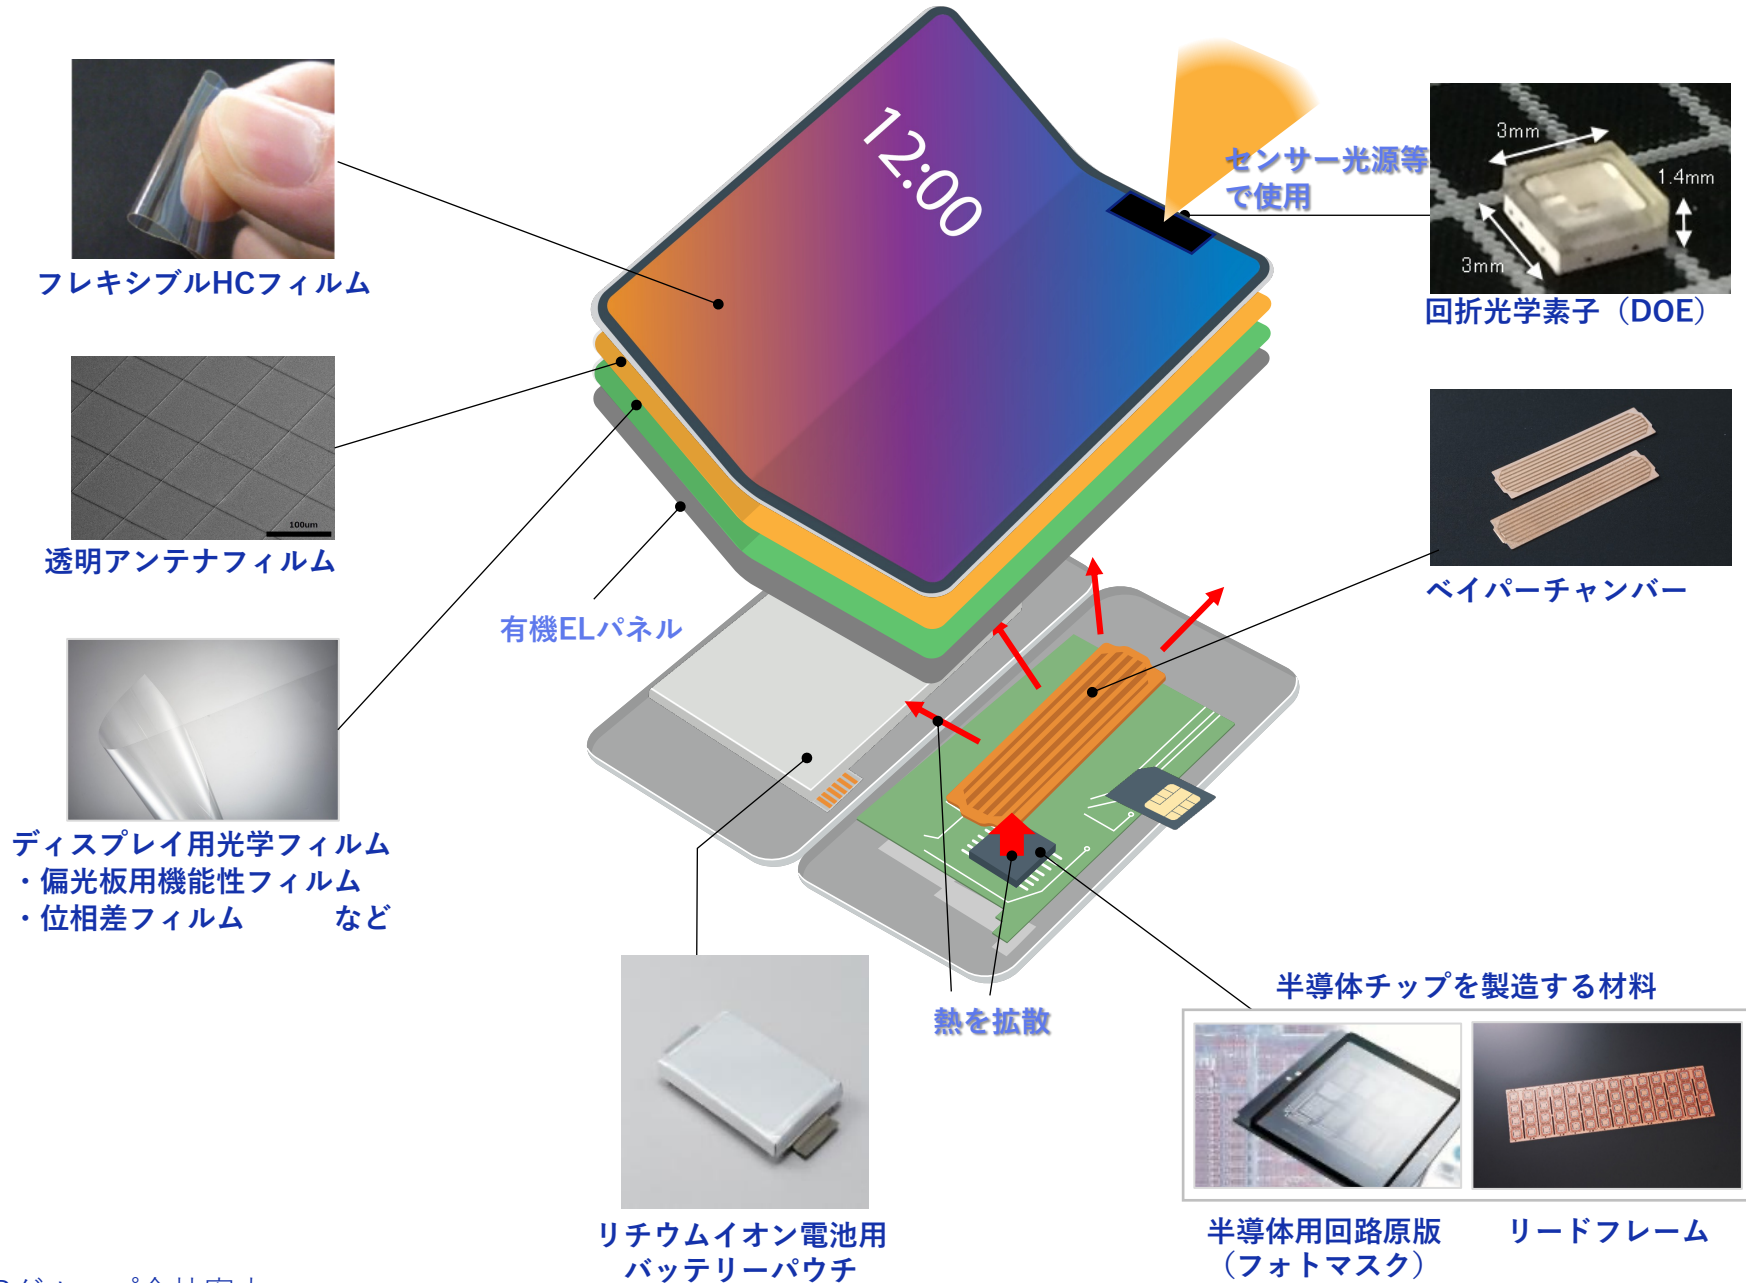 12:00
センサー光源等
で使用
3mm
1.4mm
3mm
フレキシブルHCフィルム
回折光学素子（DOE）
100um
透明アンテナフィルム
ベイパーチャンバー
有機ELパネル
ディスプレイ用光学フィルム
・偏光板用機能性フィルム
・位相差フィルム　　　など
熱を拡散
半導体チップを製造する材料
リチウムイオン電池用
バッテリーパウチ
半導体用回路原版
（フォトマスク）
リードフレーム